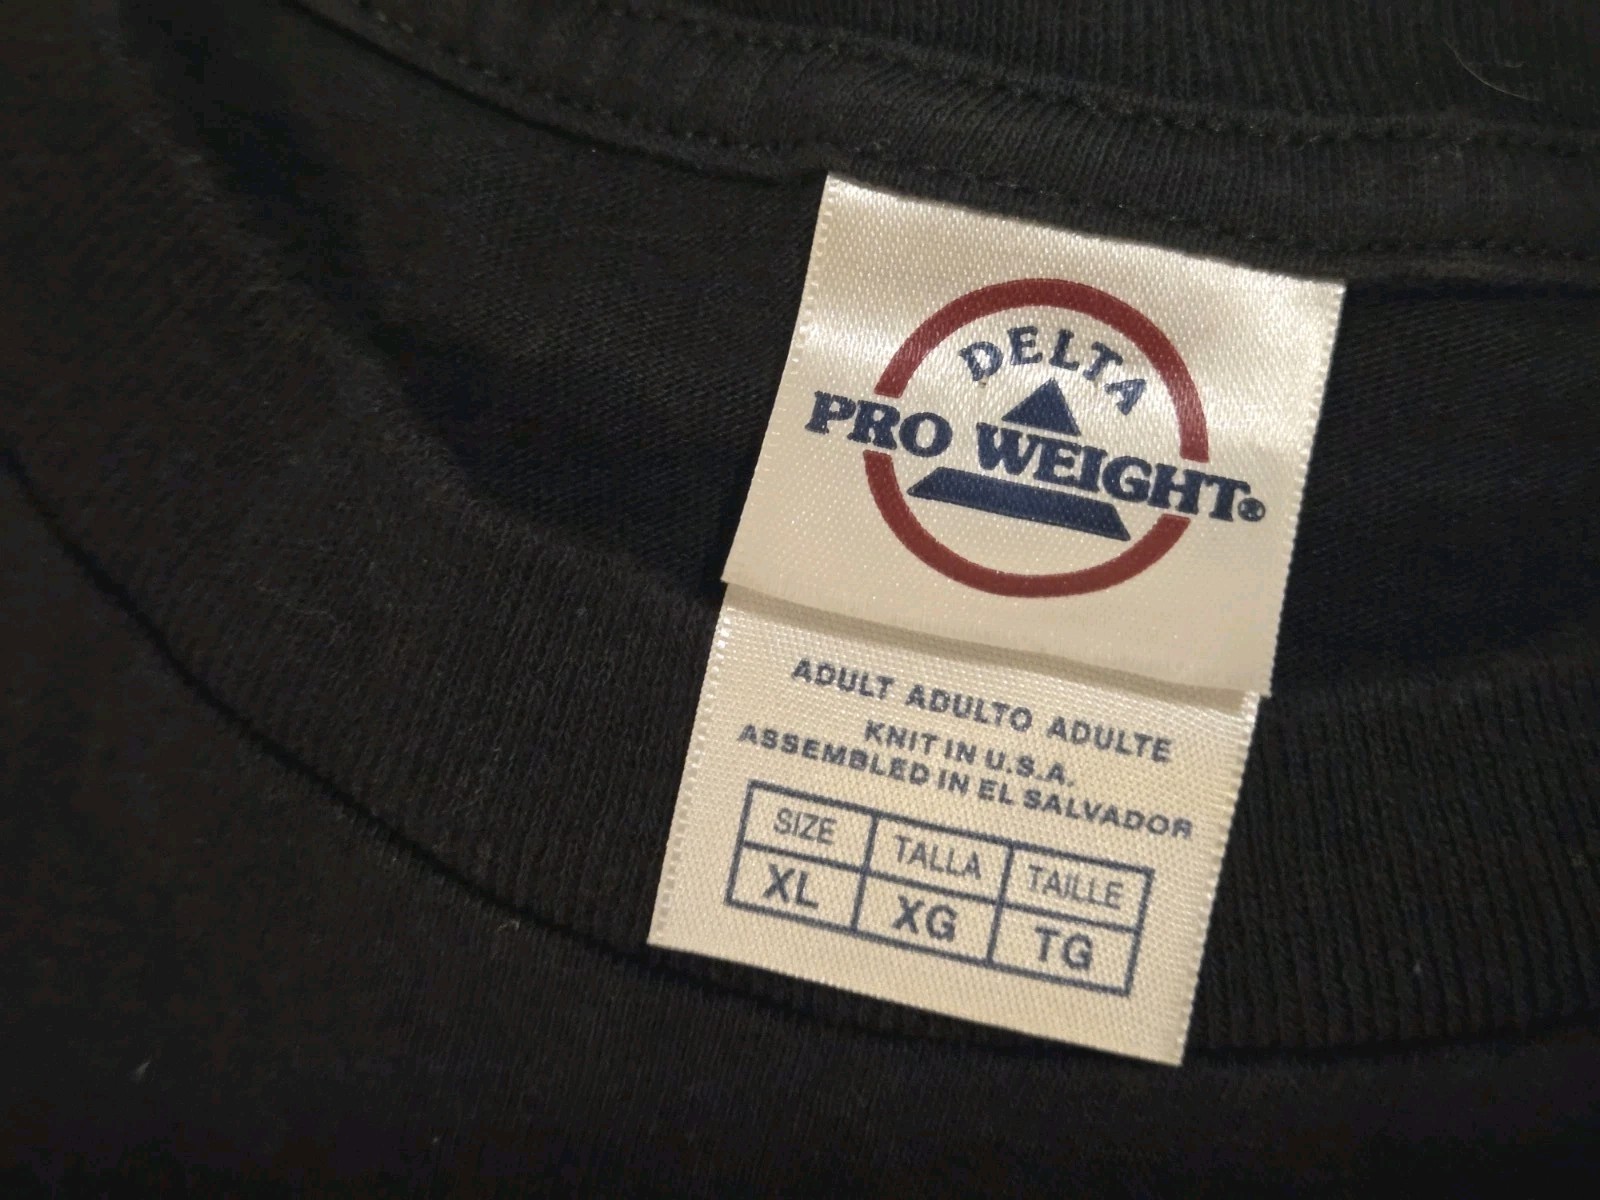 DELTA
PRO WEIGHT®
ADULT ADULTO ADULTE
KNIT IN U.S.A.
ASSEMBLED IN EL SALVADOR
SIZE TALLA TAILLE
XL XG TG